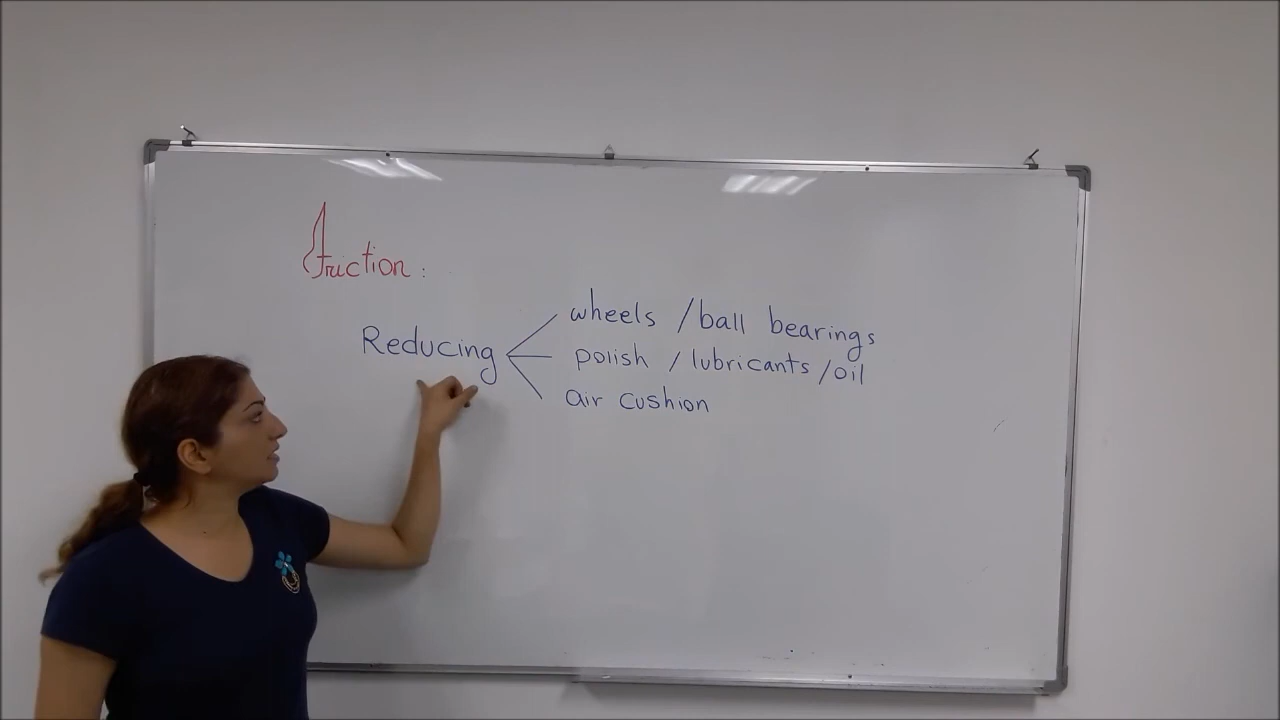 friction:
Reducing
wheels / ball bearings
polish / lubricants / oil
air cushion